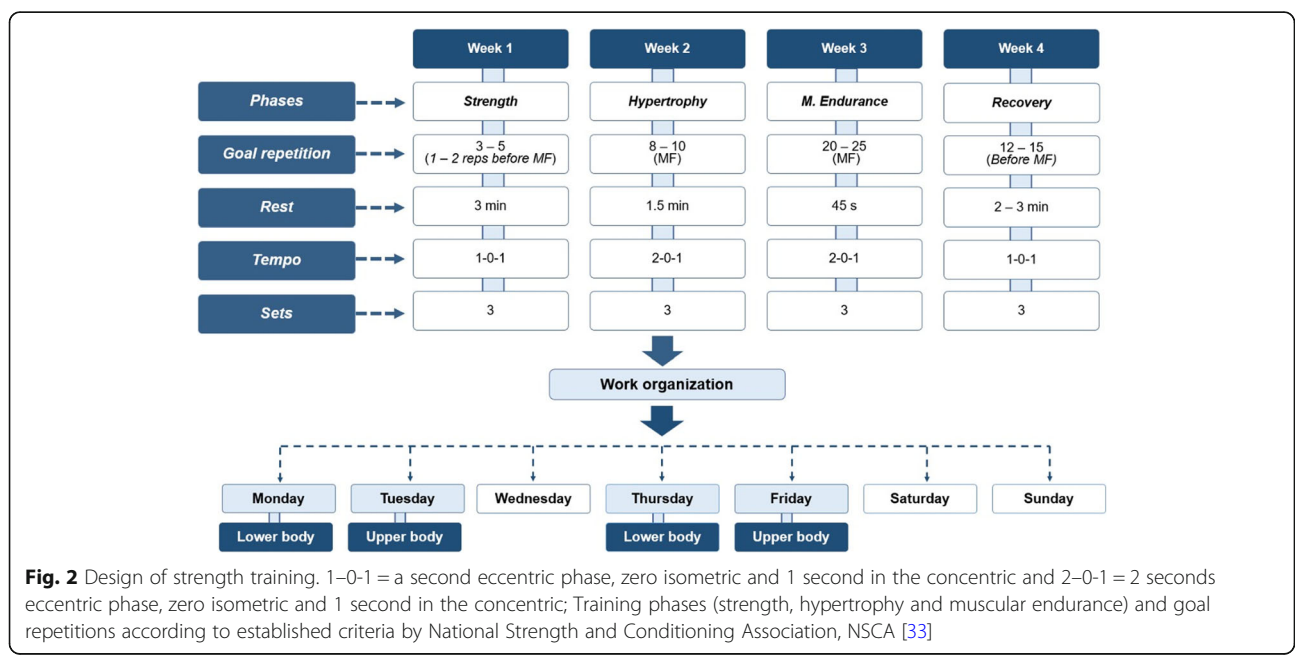 Week 1 Week 2 Week 3 Week 4
Phases Strength Hypertrophy M. Endurance Recovery
Goal repetition 3 – 5 8 – 10 20 – 25 12 – 15
(1 – 2 reps before MF) (MF) (MF) (Before MF)
Rest 3 min 1.5 min 45 s 2 – 3 min
Tempo 1-0-1 2-0-1 2-0-1 1-0-1
Sets 3 3 3 3
Work organization
Monday Tuesday Wednesday Thursday Friday Saturday Sunday
Lower body Upper body Lower body Upper body
Fig. 2 Design of strength training. 1–0-1 = a second eccentric phase, zero isometric and 1 second in the concentric and 2–0-1 = 2 seconds
eccentric phase, zero isometric and 1 second in the concentric; Training phases (strength, hypertrophy and muscular endurance) and goal
repetitions according to established criteria by National Strength and Conditioning Association, NSCA [33]